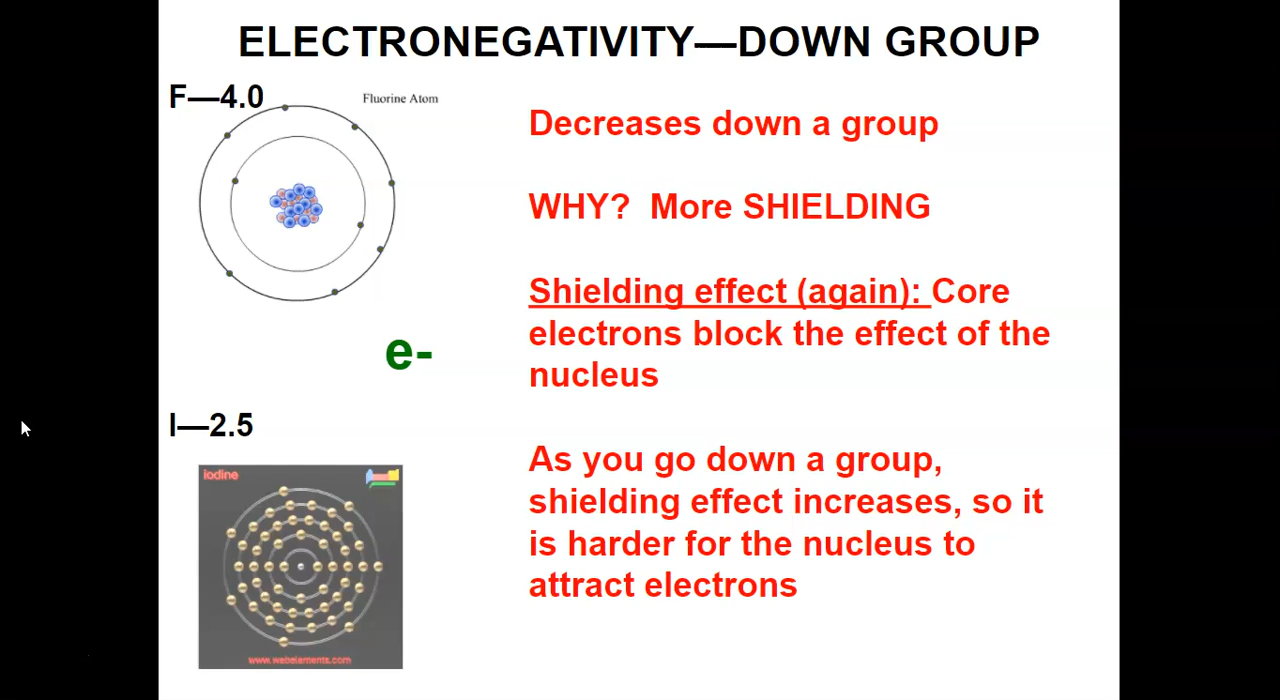 ELECTRONEGATIVITY—DOWN GROUP
F—4.0
Fluorine Atom
Decreases down a group
WHY? More SHIELDING
Shielding effect (again): Core
electrons block the effect of the
nucleus
e-
I—2.5
As you go down a group,
shielding effect increases, so it
is harder for the nucleus to
attract electrons
iodine
www.webelements.com